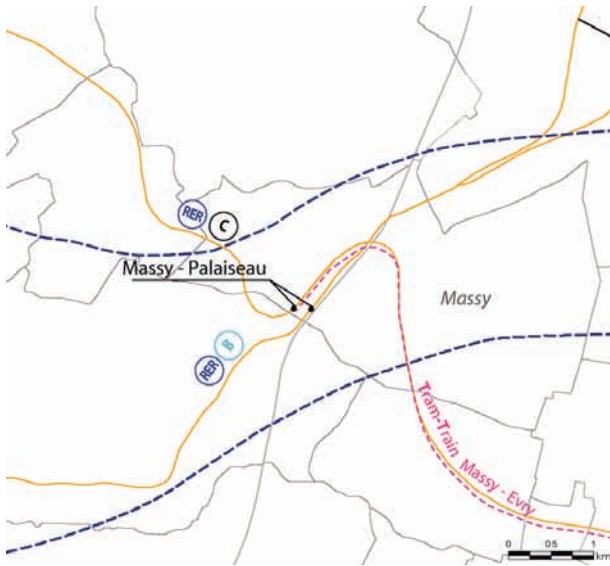 RER C
Massy - Palaiseau
Massy
RER B
Tram-Train Massy - Evry
0 0.5 1
km